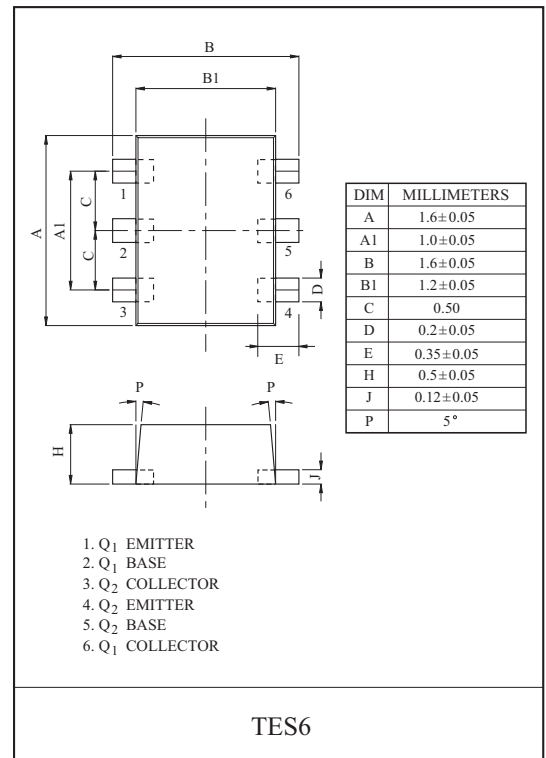 B
B1
1
6
C
A
A1
2
5
C
D
3
4
E
P
P
H
J
DIM MILLIMETERS
A 1.6±0.05
A1 1.0±0.05
B 1.6±0.05
B1 1.2±0.05
C 0.50
D 0.2±0.05
E 0.35±0.05
H 0.5±0.05
J 0.12±0.05
P 5°
1. Q1 EMITTER
2. Q1 BASE
3. Q2 COLLECTOR
4. Q2 EMITTER
5. Q2 BASE
6. Q1 COLLECTOR
TES6